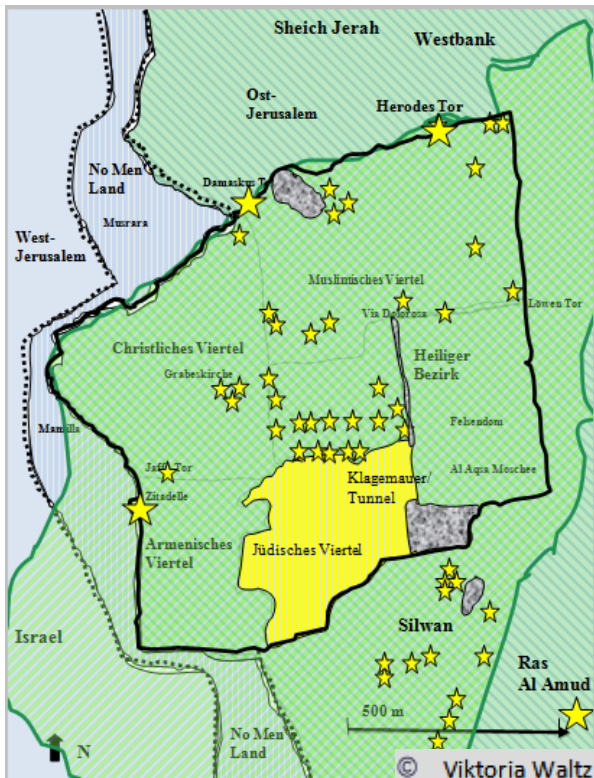 Sheich Jerah
Westbank
Ost-
Jerusalem
Herodes Tor
No Men
Land
Damaskus T
Musrara
West-
Jerusalem
Muslimisches Viertel
Löwen Tor
Via Dolorosa
Christliches Viertel
Heiliger
Bezirk
Grabeskirche
Felsendom
Mamilla
Jaffa Tor
Al Aqsa Moschee
Klagemauer/
Tunnel
Zitadelle
Armenisches
Viertel
Jüdisches Viertel
Israel
Silwan
Ras
Al Amud
500 m
No Men
Land
N
© Viktoria Waltz